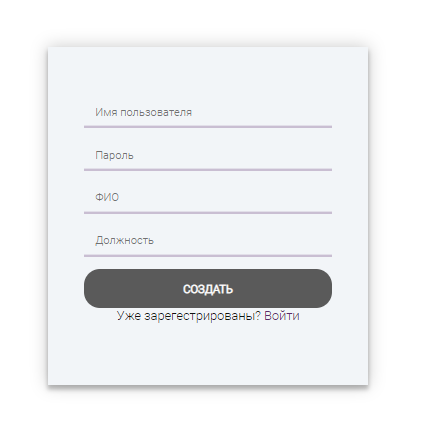 Имя пользователя
Пароль
ФИО
Должность
СОЗДАТЬ
Уже зарегестрированы? Войти